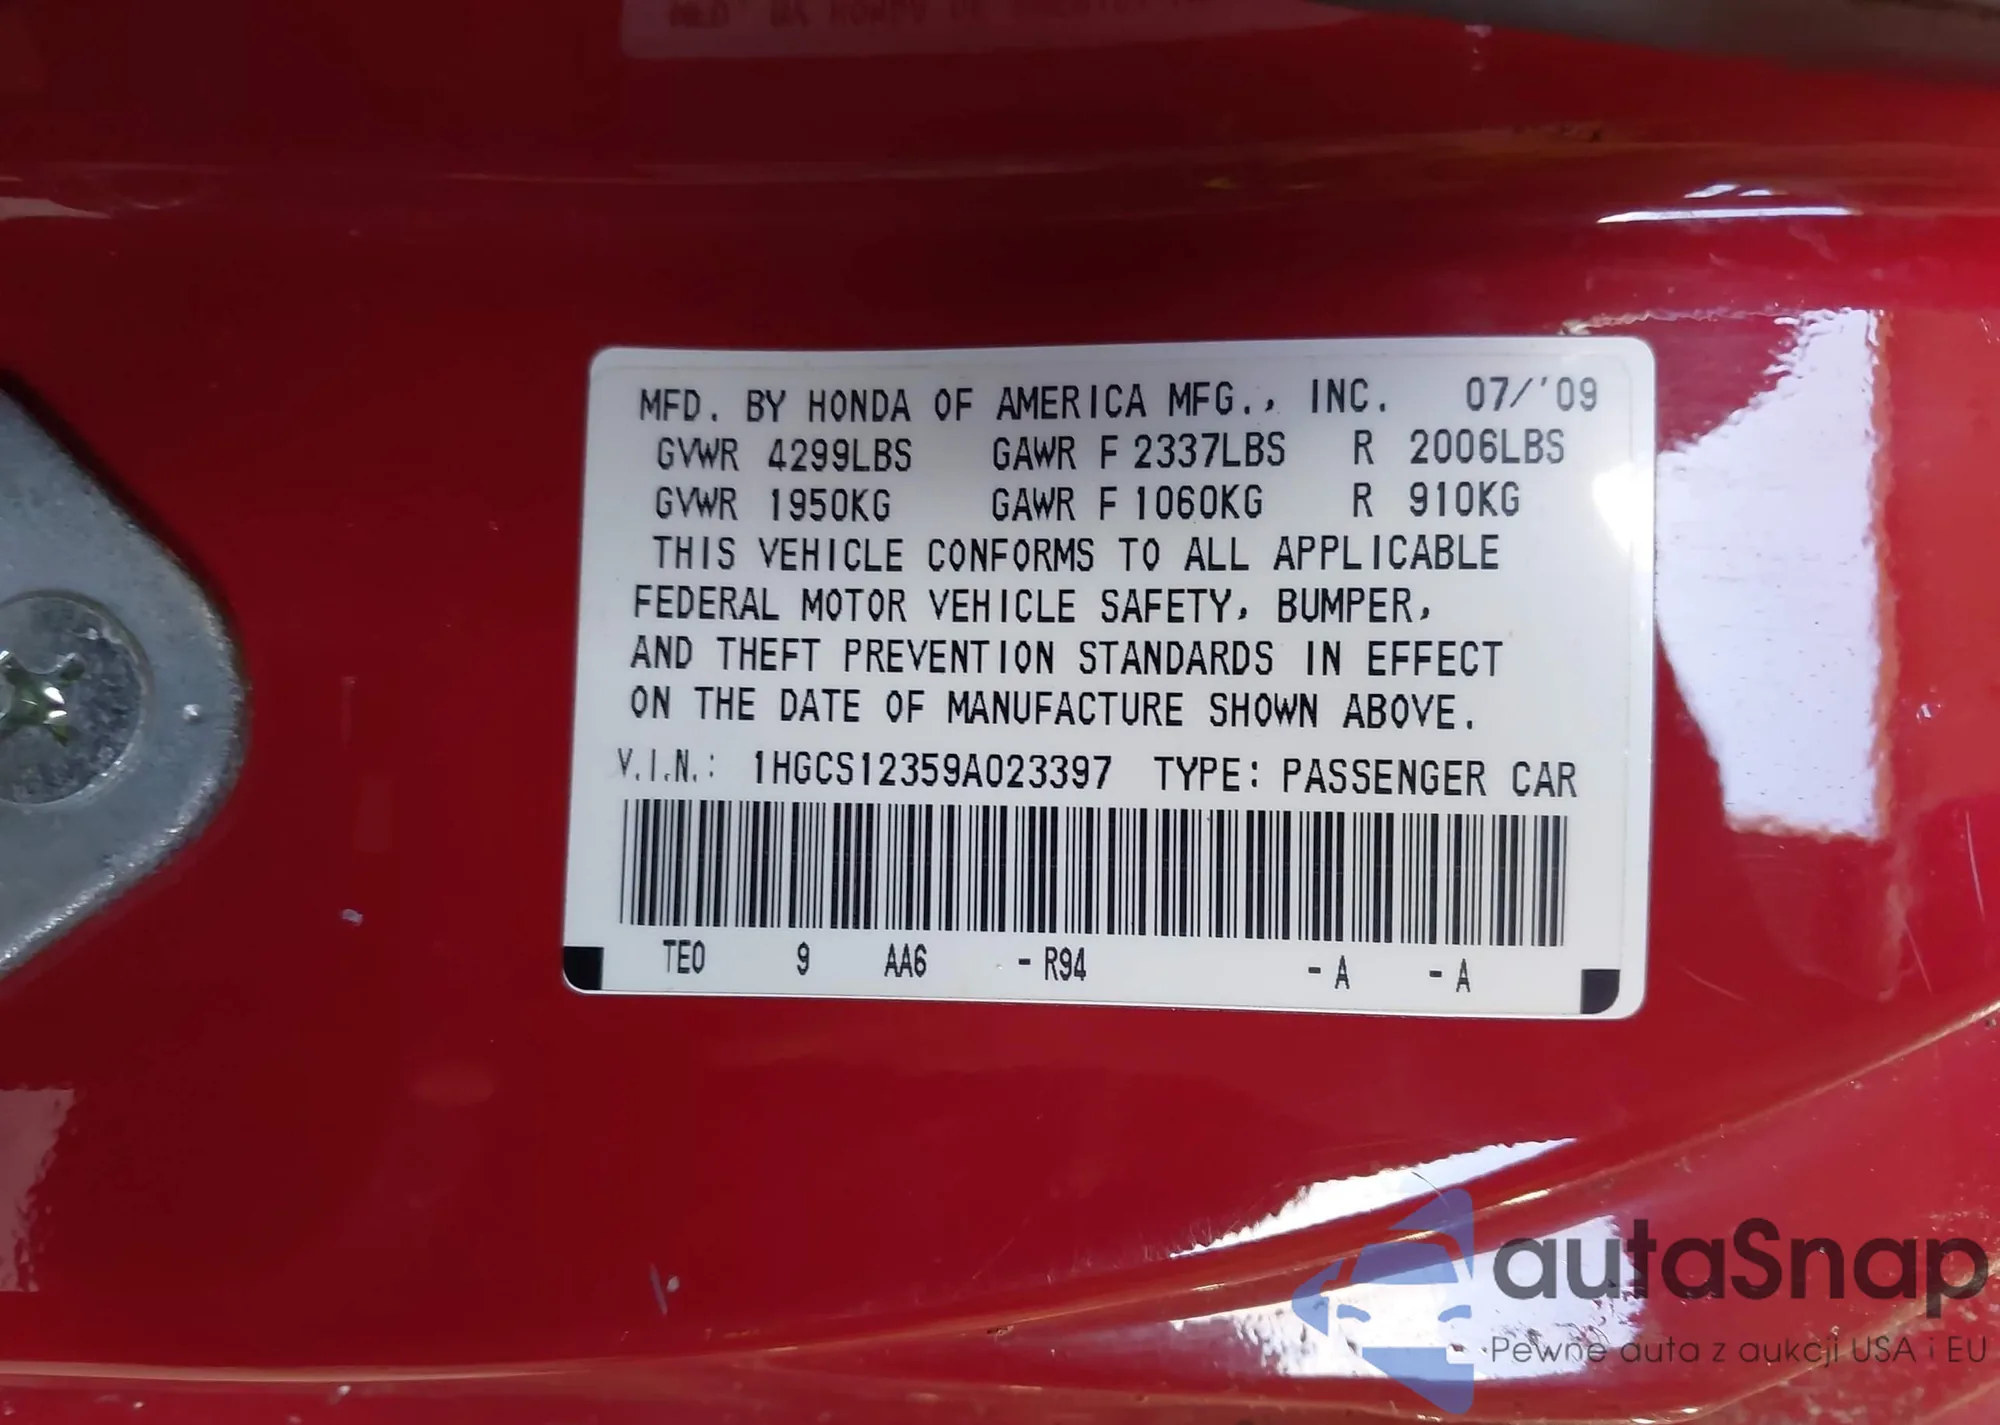 MFD. BY HONDA OF AMERICA MFG., INC. 07/'09
GVWR 4299LBS GAWR F 2337LBS R 2006LBS
GVWR 1950KG GAWR F 1060KG R 910KG
THIS VEHICLE CONFORMS TO ALL APPLICABLE
FEDERAL MOTOR VEHICLE SAFETY, BUMPER,
AND THEFT PREVENTION STANDARDS IN EFFECT
ON THE DATE OF MANUFACTURE SHOWN ABOVE.
V.I.N.: 1HGCS12359A023397 TYPE: PASSENGER CAR
TE0 9 AA6 - R94 - A - A
autaSnap
Pewne auta z aukcji USA i EU